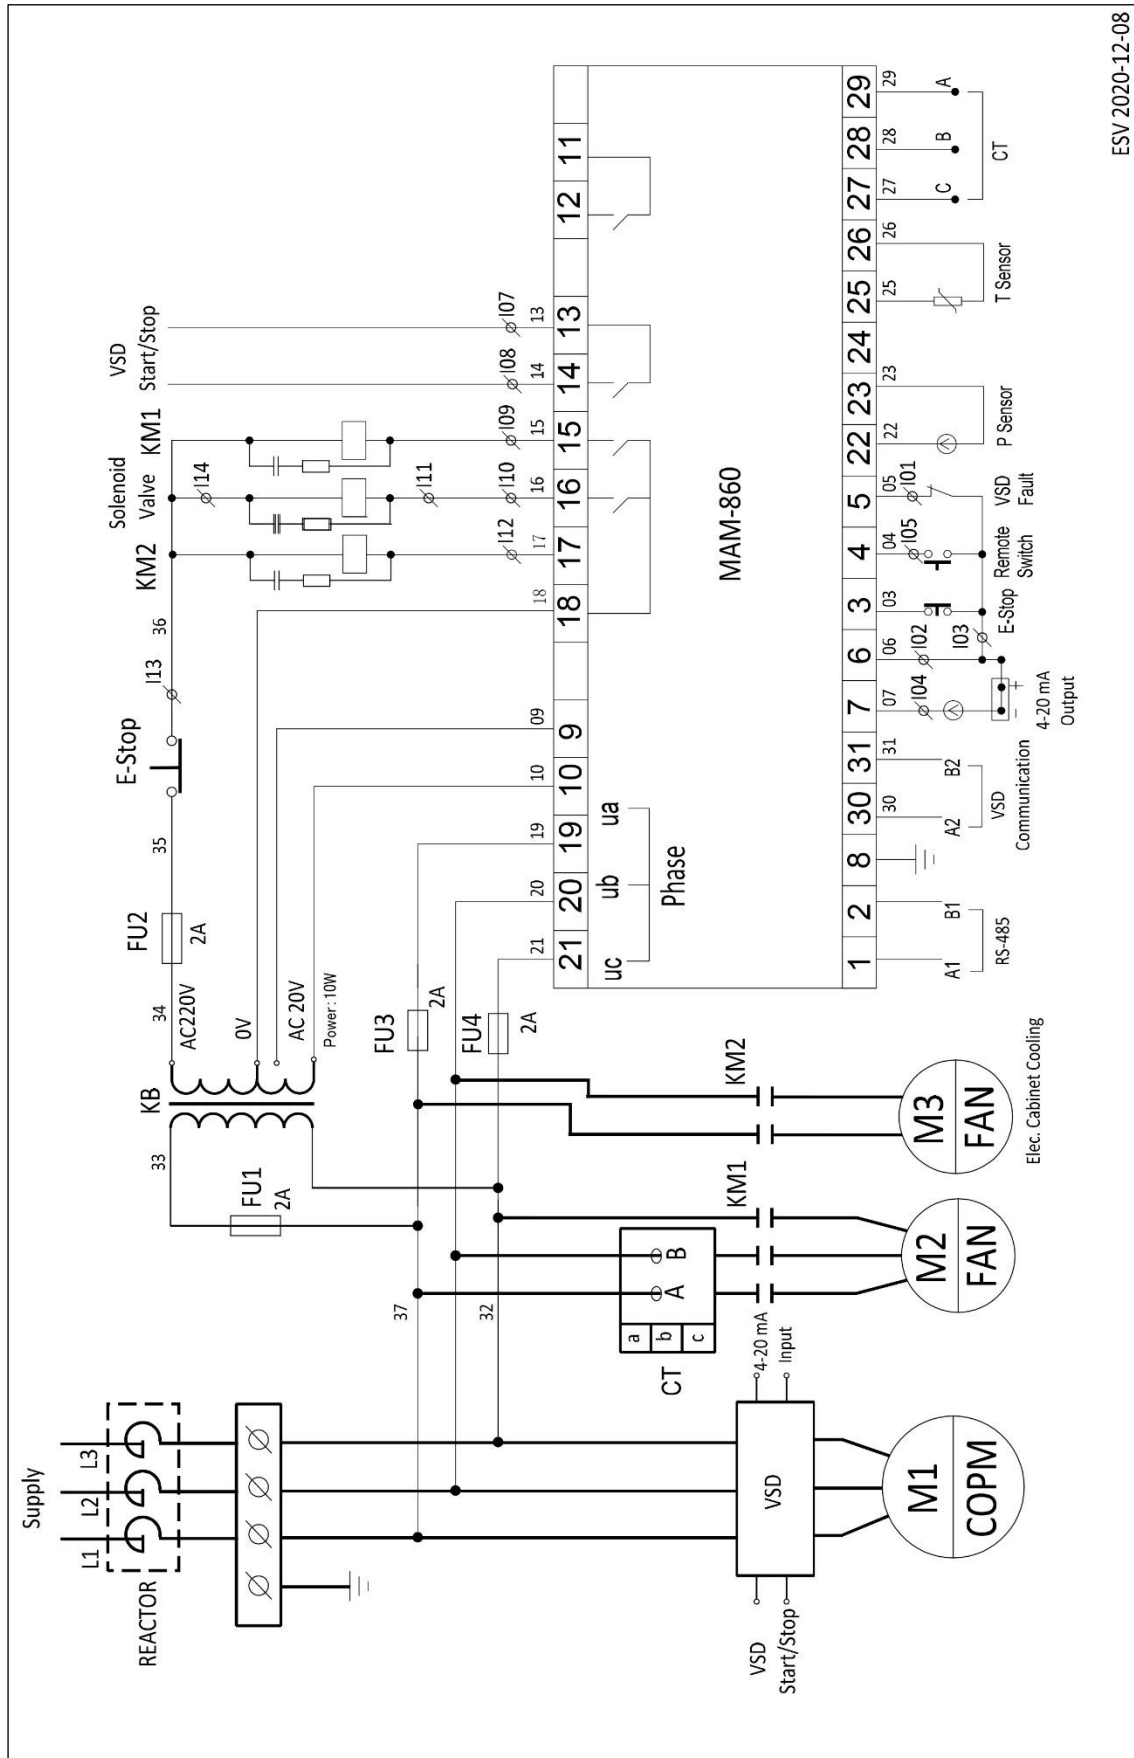 Supply
L1
L2
L3
REACTOR
VSD
Start/Stop
VSD
4-20 mA
Input
M1
COPM
37
32
CT
a
b
c
A
B
KM1
M2
FAN
KM2
M3
FAN
Elec. Cabinet Cooling
33
FU1
2A
KB
34
AC220V
0V
AC 20V
Power: 10W
FU2
2A
35
E-Stop
I13
36
FU3
2A
FU4
2A
KM2
Solenoid
Valve
KM1
VSD
Start/Stop
I14
I11
I12
I10
I09
I08
I07
21
20
19
10
09
18
17
16
15
14
13
21
20
19
10
9
18
17
16
15
14
13
12
11
uc
ub
ua
Phase
MAM-860
1
2
8
30
31
7
6
3
4
5
22
23
24
25
26
27
28
29
30
31
07
06
03
04
05
22
23
25
26
27
28
29
I04
I02
I03
I05
I01
A1
B1
RS-485
A2
B2
VSD
Communication
-
+
4-20 mA
Output
E-Stop
Remote
Switch
VSD
Fault
P Sensor
T Sensor
C
B
A
CT
ESV 2020-12-08